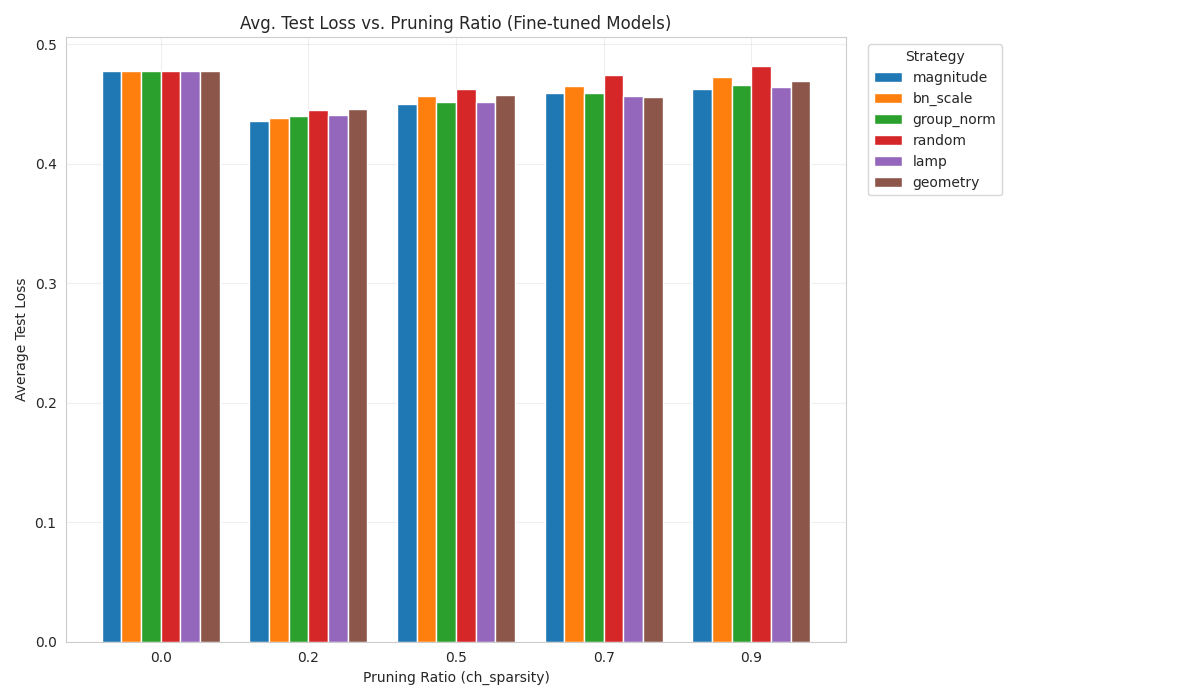 Avg. Test Loss vs. Pruning Ratio (Fine-tuned Models)
Average Test Loss
0.5
0.4
0.3
0.2
0.1
0.0
0.0 0.2 0.5 0.7 0.9
Pruning Ratio (ch_sparsity)
Strategy
magnitude
bn_scale
group_norm
random
lamp
geometry